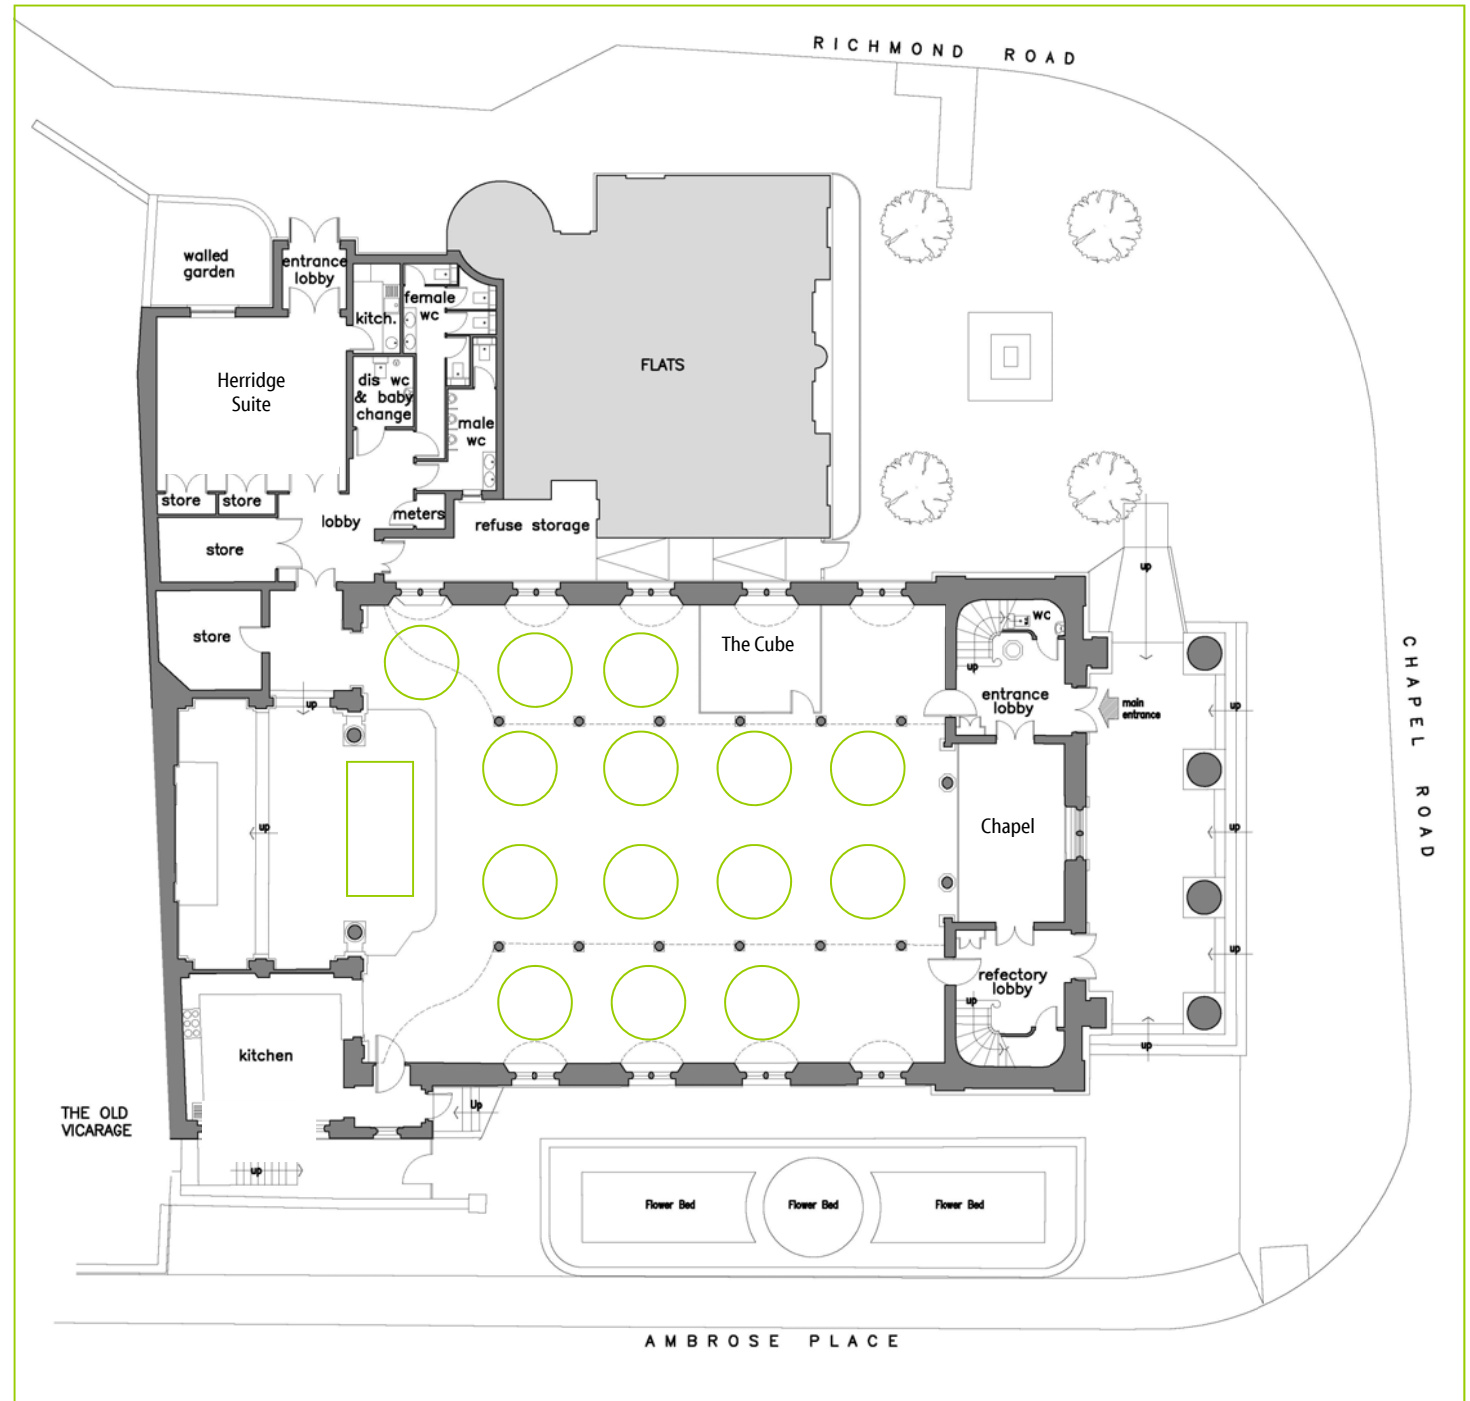 RICHMOND ROAD
walled
garden
entrance
lobby
kitch.
female
wc
FLATS
Herridge
Suite
dis wc
& baby
change
male
wc
store
store
lobby
meters
refuse storage
store
store
The Cube
wc
up
up
entrance
lobby
main
entrance
up
up
CHAPEL ROAD
up
Chapel
up
up
refectory
lobby
up
up
up
kitchen
Up
THE OLD
VICARAGE
up
Flower Bed
Flower Bed
Flower Bed
AMBROSE PLACE